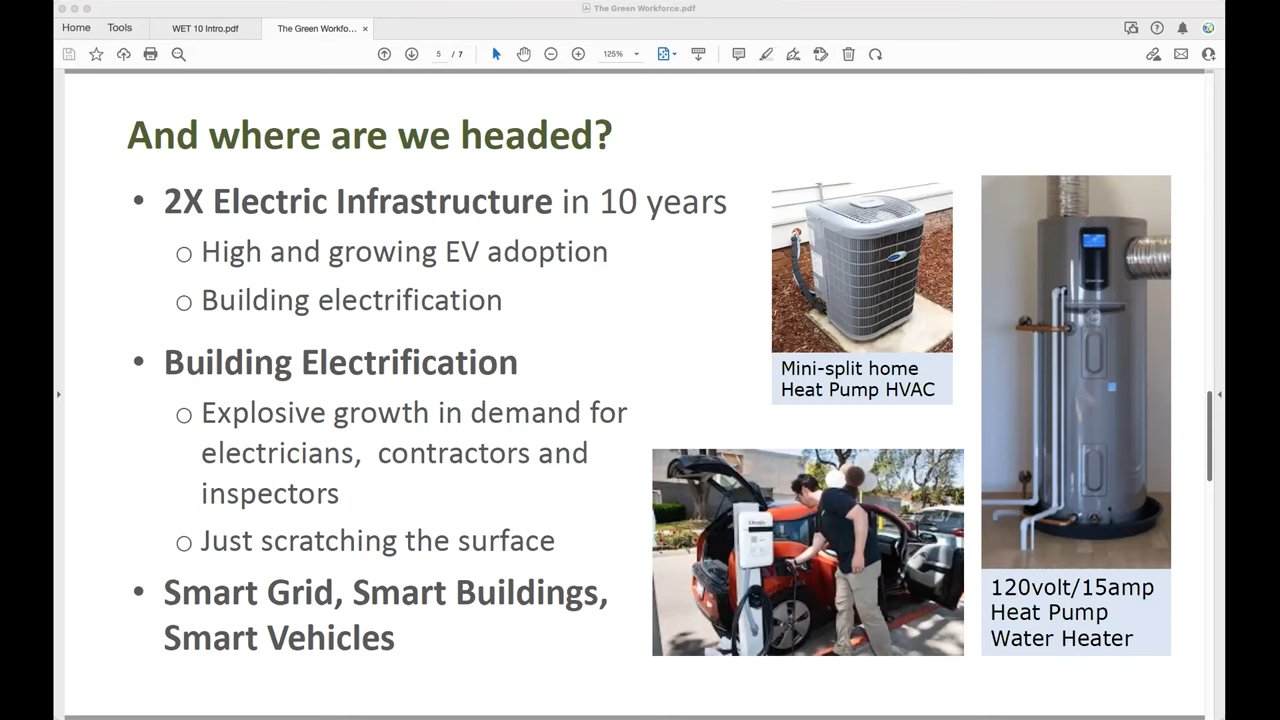 The Green Workforce.pdf
Home
Tools
WET 10 Intro.pdf
The Green Workfo...
5 / 7
125%
And where are we headed?
• 2X Electric Infrastructure in 10 years
○ High and growing EV adoption
○ Building electrification
• Building Electrification
○ Explosive growth in demand for
electricians, contractors and
inspectors
○ Just scratching the surface
• Smart Grid, Smart Buildings,
Smart Vehicles
Mini-split home
Heat Pump HVAC
120volt/15amp
Heat Pump
Water Heater